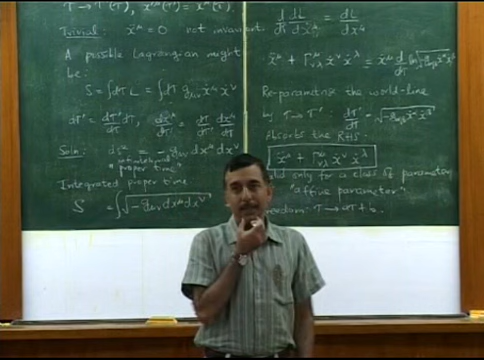 τ → τ'(τ), x'^μ(τ') = x^μ(τ).
Trivial: ẋ^μ = 0 not invariant
A possible Lagrangian might
be:
S = ∫dτ L = ∫dτ g_μν ẋ^μ ẋ^ν
dτ' = dτ'/dτ dτ, dx^μ/dτ' = dτ/dτ' dx^μ/dτ
Soln: ds² = - g_μν dx^μ dx^ν
infinitesimal
"proper time"
Integrated proper time
S = ∫√(-g_μν dx^μ dx^ν)
d/dτ dL/dẋ^μ = dL/dx^μ
ẍ^μ + Γ^μ_νλ ẋ^ν ẋ^λ = ẋ^μ d/dτ
Re-parametrize the world-line
by τ → τ': dτ'/dτ = √(-g_αβ ẋ^α ẋ^β)
absorbs the RHS.
ẍ^μ + Γ^μ_νλ ẋ^ν ẋ^λ
only for a class of parameters
"affine parameter".
freedom: τ → aτ + b.